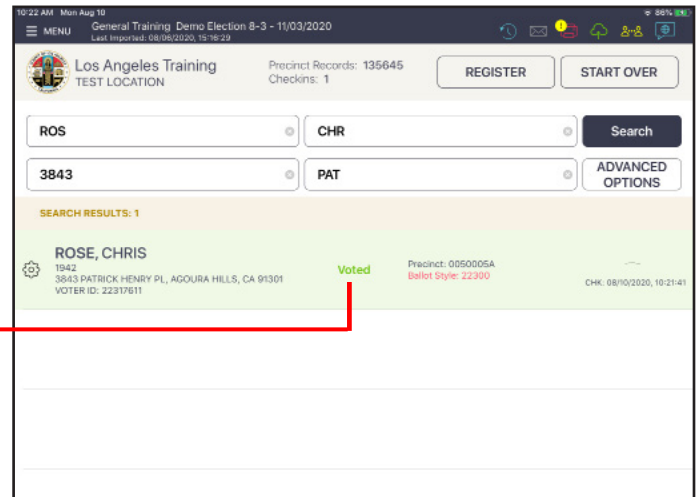 10:22 AM Mon Aug 10
86%
MENU
General Training Demo Election 8-3 - 11/03/2020
Last Imported: 08/06/2020, 15:16:29
Los Angeles Training
TEST LOCATION
Precinct Records: 135645
Checkins: 1
REGISTER
START OVER
ROS
CHR
Search
3843
PAT
ADVANCED
OPTIONS
SEARCH RESULTS: 1
ROSE, CHRIS
1942
3843 PATRICK HENRY PL, AGOURA HILLS, CA 91301
VOTER ID: 22317611
Voted
Precinct: 0050005A
Ballot Style: 22300
CHK: 08/10/2020, 10:21:41